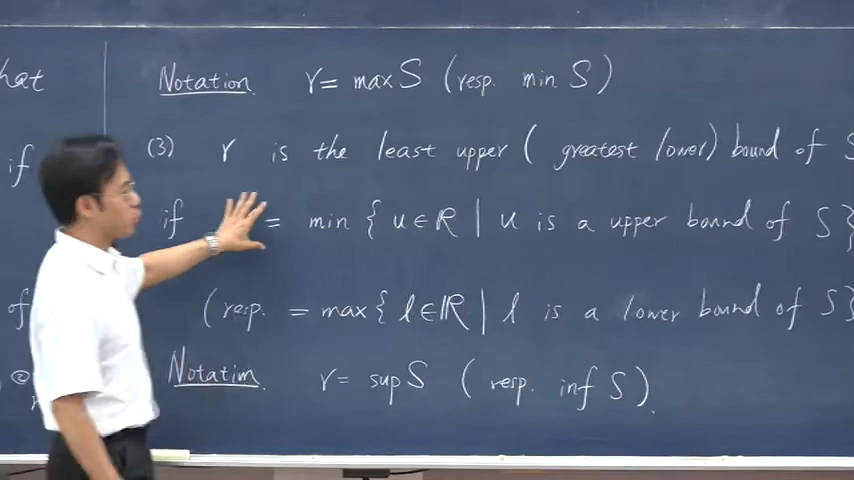 hat
Notation r = max S (resp. min S)
if
(3) r is the least upper (greatest lower) bound of S
if = min { u ∈ ℝ | u is a upper bound of S }
of
(resp. = max { l ∈ ℝ | l is a lower bound of S }
Notatim. r = sup S (resp. inf S).